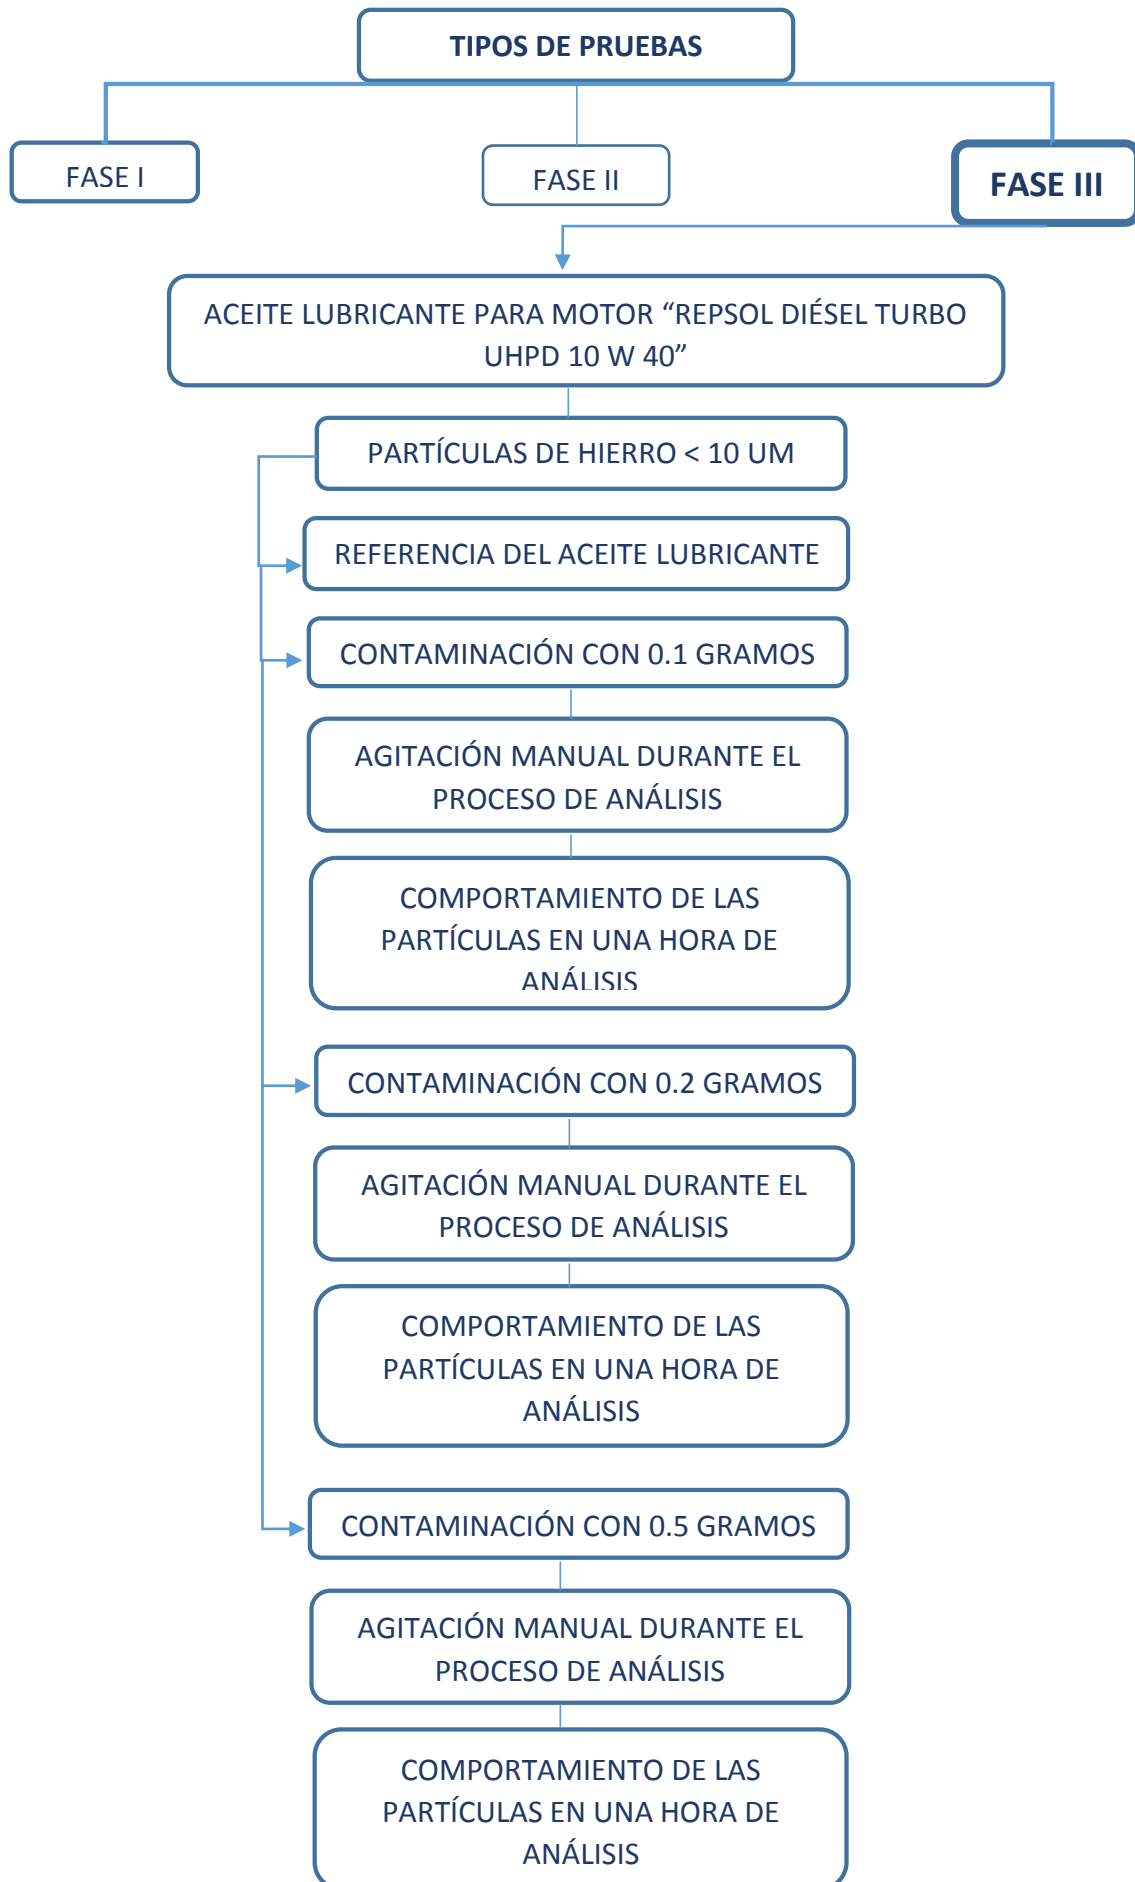 TIPOS DE PRUEBAS
FASE I
FASE II
FASE III
ACEITE LUBRICANTE PARA MOTOR “REPSOL DIÉSEL TURBO
UHPD 10 W 40”
PARTÍCULAS DE HIERRO < 10 UM
REFERENCIA DEL ACEITE LUBRICANTE
CONTAMINACIÓN CON 0.1 GRAMOS
AGITACIÓN MANUAL DURANTE EL
PROCESO DE ANÁLISIS
COMPORTAMIENTO DE LAS
PARTÍCULAS EN UNA HORA DE
ANÁLISIS
CONTAMINACIÓN CON 0.2 GRAMOS
AGITACIÓN MANUAL DURANTE EL
PROCESO DE ANÁLISIS
COMPORTAMIENTO DE LAS
PARTÍCULAS EN UNA HORA DE
ANÁLISIS
CONTAMINACIÓN CON 0.5 GRAMOS
AGITACIÓN MANUAL DURANTE EL
PROCESO DE ANÁLISIS
COMPORTAMIENTO DE LAS
PARTÍCULAS EN UNA HORA DE
ANÁLISIS